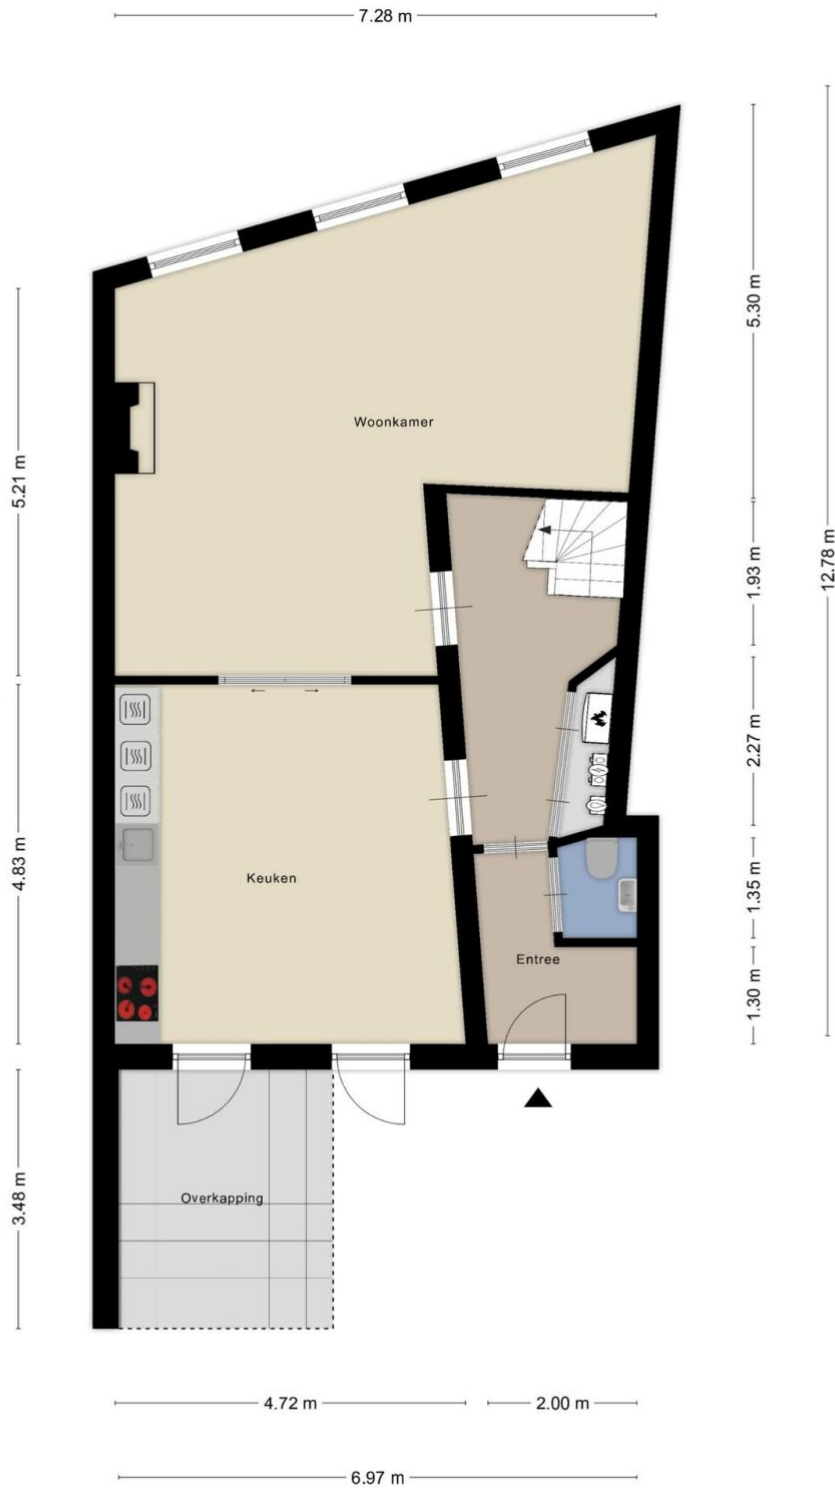 7.28 m
5.30 m
Woonkamer
5.21 m
12.78 m
1.93 m
2.27 m
4.83 m
Keuken
1.35 m
Entree
1.30 m
Overkapping
3.48 m
4.72 m
2.00 m
6.97 m